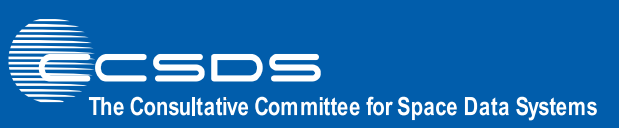 CCSDS
The Consultative Committee for Space Data Systems